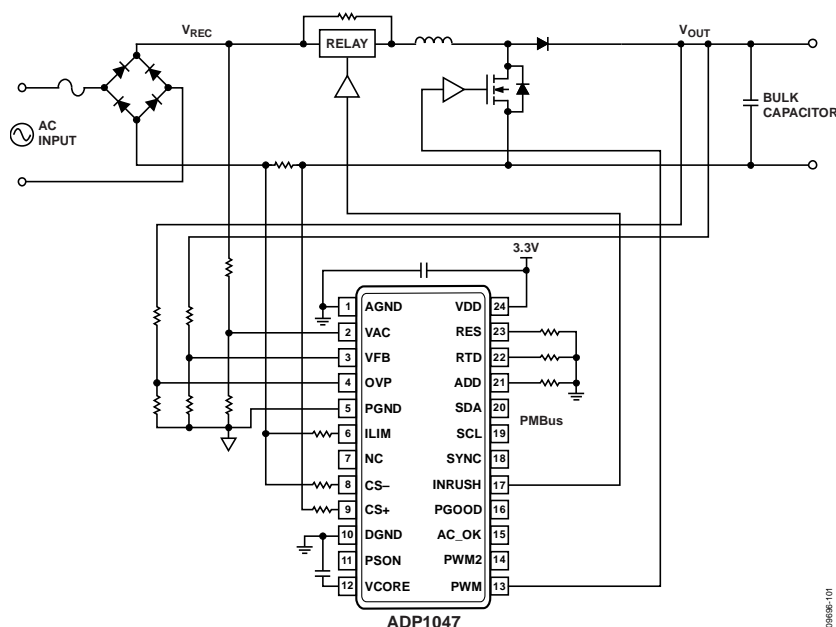 V_REC
RELAY
V_OUT
AC
INPUT
BULK
CAPACITOR
3.3V
1 AGND VDD 24
2 VAC RES 23
3 VFB RTD 22
4 OVP ADD 21
5 PGND SDA 20
PMBus
6 ILIM SCL 19
7 NC SYNC 18
8 CS– INRUSH 17
9 CS+ PGOOD 16
10 DGND AC_OK 15
11 PSON PWM2 14
12 VCORE PWM 13
ADP1047
09696-101